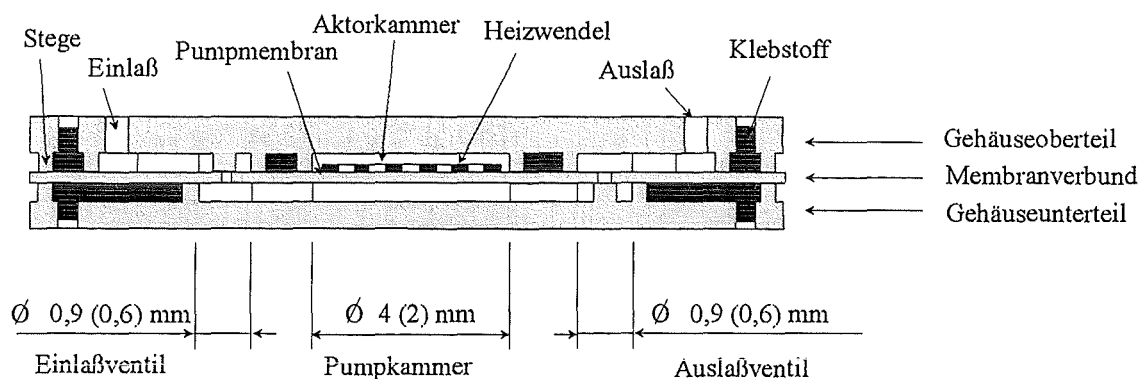 Aktorkammer
Stege
Pumpmembran
Heizwendel
Klebstoff
Einlaß
Auslaß
Gehäuseoberteil
Membranverbund
Gehäuseunterteil
Ø 0,9 (0,6) mm
Ø 4 (2) mm
Ø 0,9 (0,6) mm
Einlaßventil
Pumpkammer
Auslaßventil